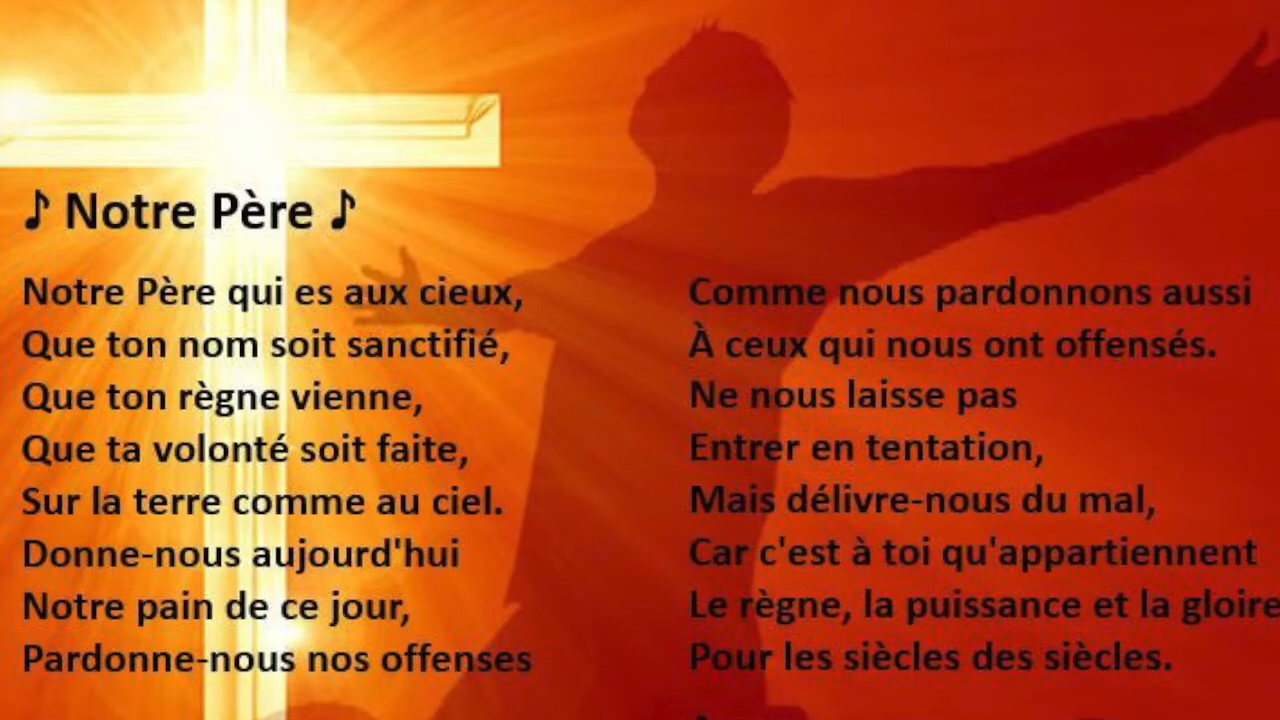 ♪ Notre Père ♪
Notre Père qui es aux cieux,
Que ton nom soit sanctifié,
Que ton règne vienne,
Que ta volonté soit faite,
Sur la terre comme au ciel.
Donne-nous aujourd'hui
Notre pain de ce jour,
Pardonne-nous nos offenses
Comme nous pardonnons aussi
À ceux qui nous ont offensés.
Ne nous laisse pas
Entrer en tentation,
Mais délivre-nous du mal,
Car c'est à toi qu'appartiennent
Le règne, la puissance et la gloire
Pour les siècles des siècles.